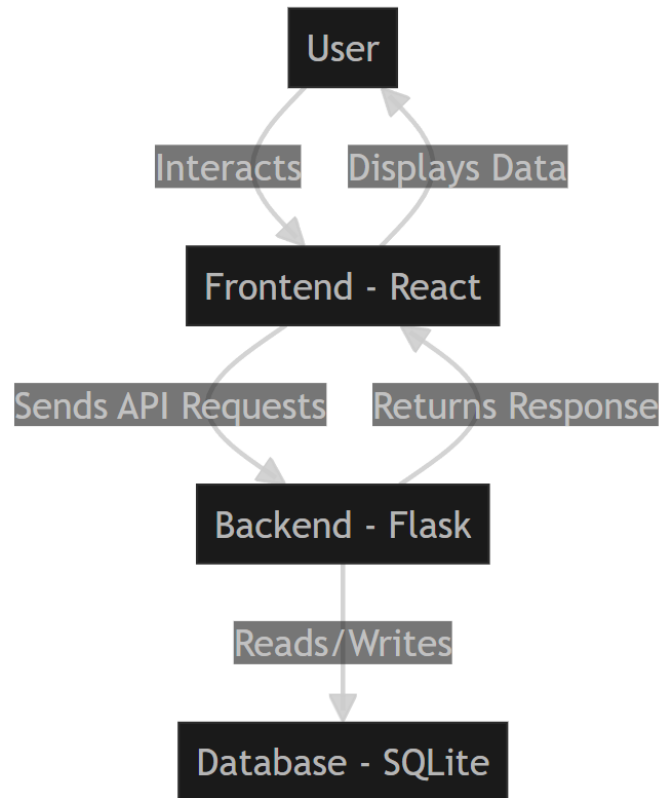 User
Interacts
Displays Data
Frontend - React
Sends API Requests
Returns Response
Backend - Flask
Reads/Writes
Database - SQLite